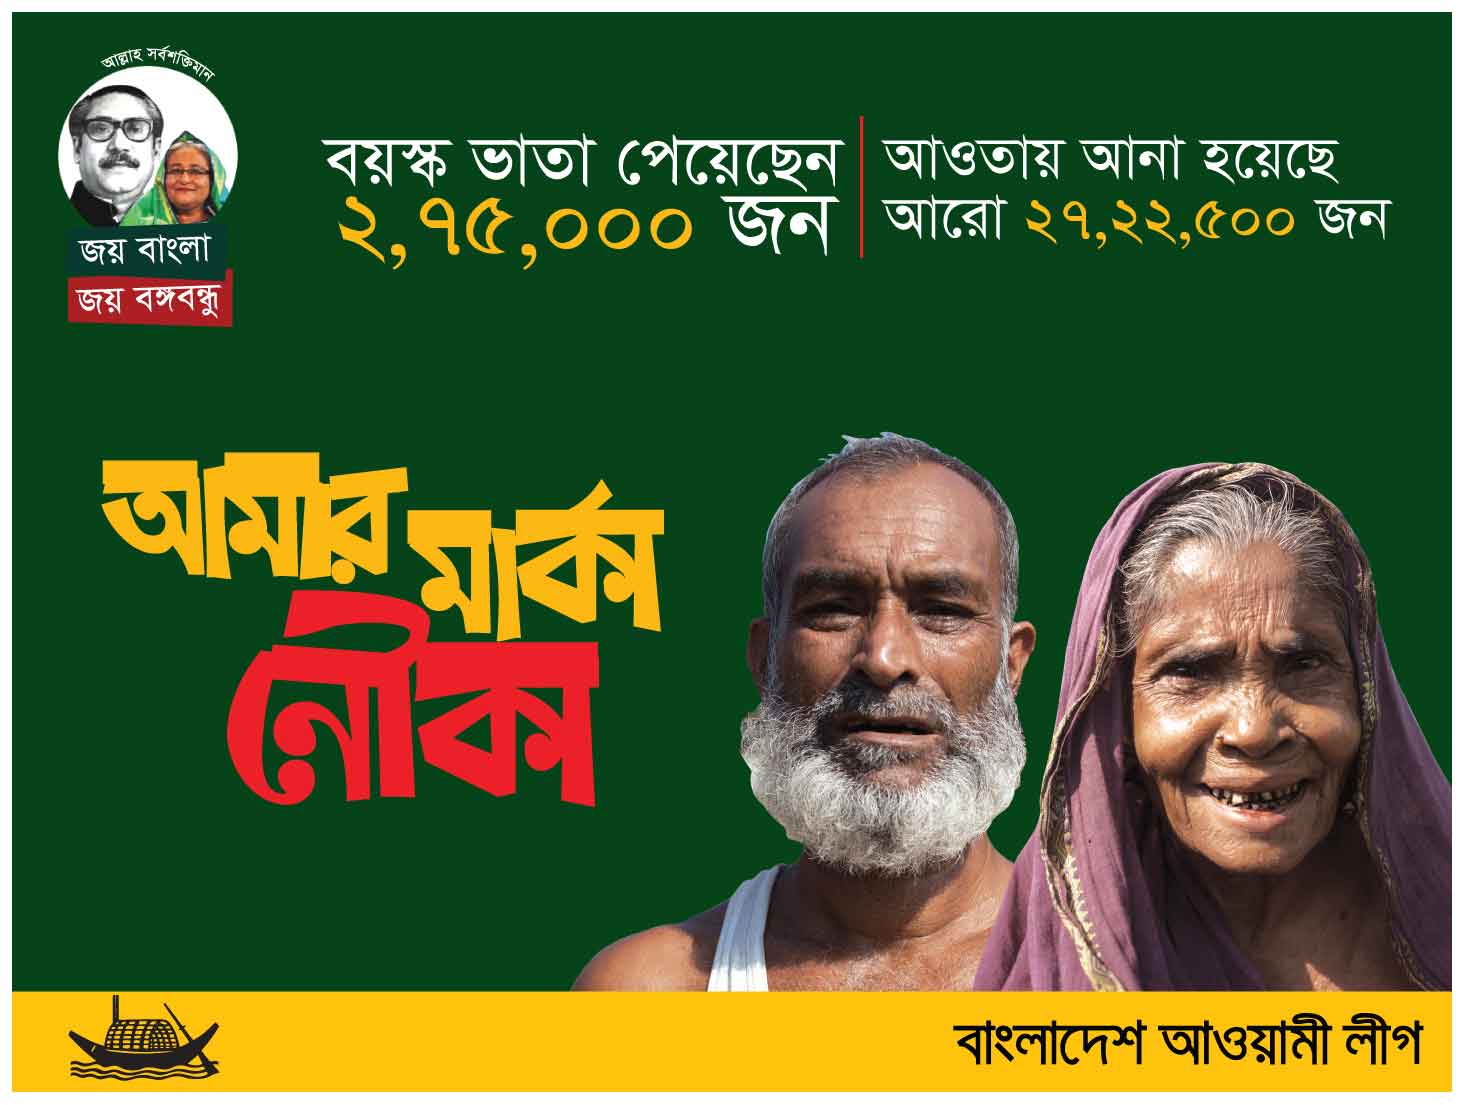 আল্লাহ সর্বশক্তিমান
জয় বাংলা
জয় বঙ্গবন্ধু
বয়স্ক ভাতা পেয়েছেন
২,৭৫,০০০ জন
আওতায় আনা হয়েছে
আরো ২৭,২২,৫০০ জন
আমার মার্কা
নৌকা
বাংলাদেশ আওয়ামী লীগ